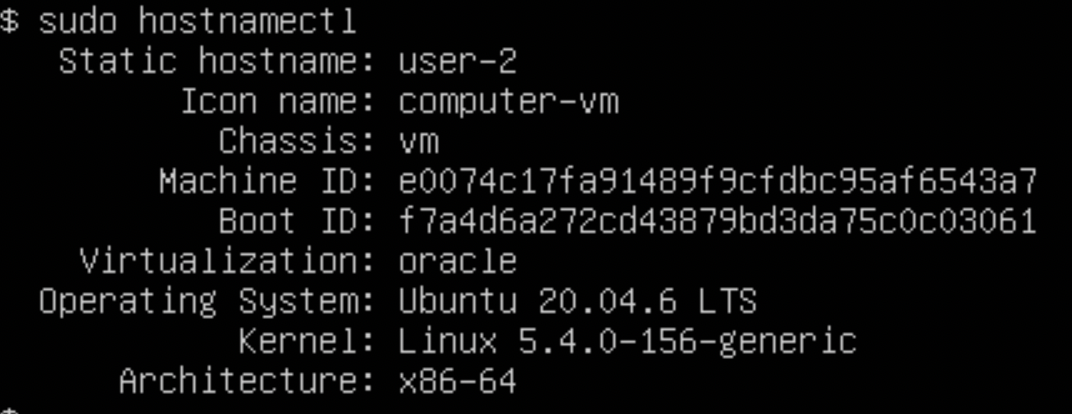 $ sudo hostnamectl
Static hostname: user-2
Icon name: computer-vm
Chassis: vm
Machine ID: e0074c17fa91489f9cfdbc95af6543a7
Boot ID: f7a4d6a272cd43879bd3da75c0c03061
Virtualization: oracle
Operating System: Ubuntu 20.04.6 LTS
Kernel: Linux 5.4.0-156-generic
Architecture: x86-64